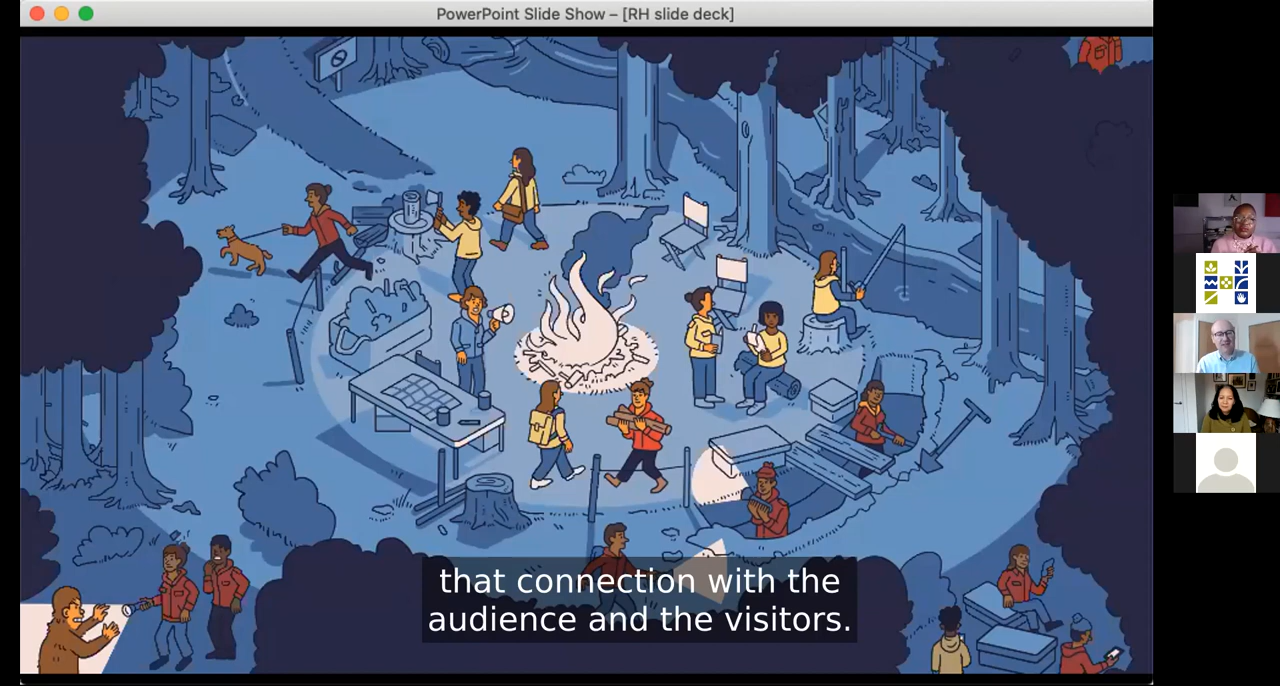 PowerPoint Slide Show – [RH slide deck]
that connection with the
audience and the visitors.